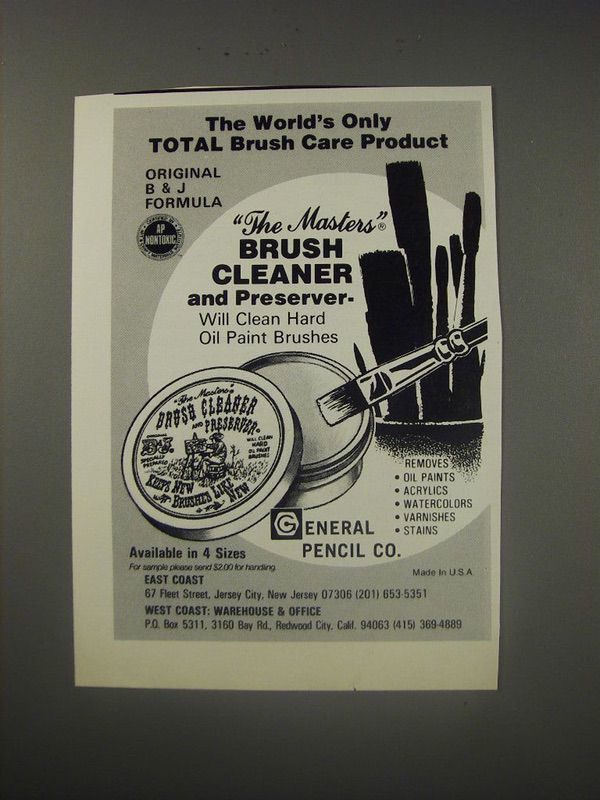 The World's Only
TOTAL Brush Care Product
ORIGINAL
B & J
FORMULA
AP
NONTOXIC
"The Masters"®
BRUSH
CLEANER
and Preserver-
Will Clean Hard
Oil Paint Brushes
"The Masters"
BRUSH CLEANER
AND PRESERVER
ORIGINAL
B&J
SPECIALLY
PREPARED
WILL CLEAN
HARD
OIL PAINT
BRUSHES
KEEPS NEW
BRUSHES LIKE
NEW
REMOVES
• OIL PAINTS
• ACRYLICS
• WATERCOLORS
• VARNISHES
• STAINS
GENERAL
PENCIL CO.
Available in 4 Sizes
For sample please send $2.00 for handling.
Made in U.S.A.
EAST COAST
67 Fleet Street, Jersey City, New Jersey 07306 (201) 653-5351
WEST COAST: WAREHOUSE & OFFICE
P.O. Box 5311, 3160 Bay Rd., Redwood City, Calif. 94063 (415) 369-4889